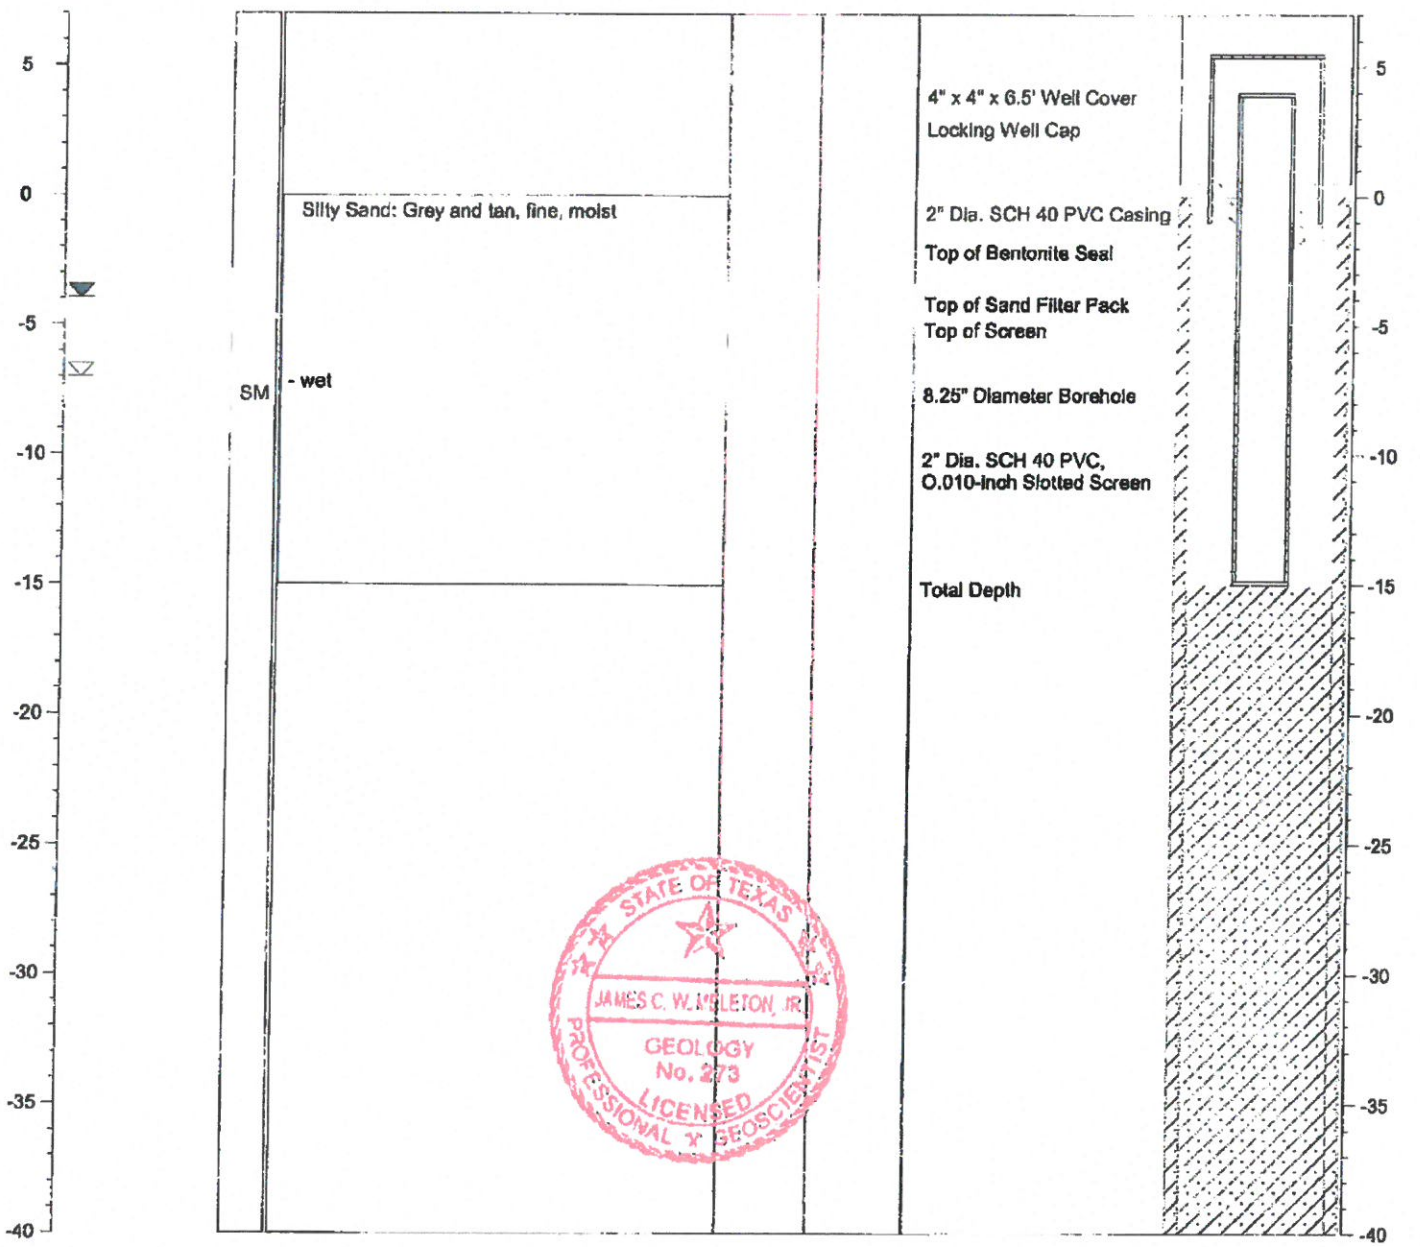 5
5
4" x 4" x 6.5' Well Cover
Locking Well Cap
0
0
Silty Sand: Grey and tan, fine, moist
2" Dia. SCH 40 PVC Casing
Top of Bentonite Seal
Top of Sand Filter Pack
-5
-5
Top of Screen
- wet
SM
8.25" Diameter Borehole
-10
-10
2" Dia. SCH 40 PVC,
0.010-inch Slotted Screen
-15
-15
Total Depth
-20
-20
-25
-25
STATE OF TEXAS
-30
-30
JAMES C. JR
GEOLOGY
No. 273
LICENSED
PROFESSIONAL GEOSCIENTIST
-35
-35
-40
-40